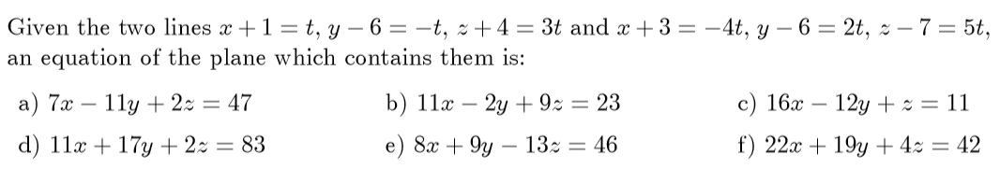 Given the two lines x + 1 = t, y − 6 = −t, z + 4 = 3t and x + 3 = −4t, y − 6 = 2t, z − 7 = 5t,
an equation of the plane which contains them is:
a) 7x − 11y + 2z = 47 b) 11x − 2y + 9z = 23 c) 16x − 12y + z = 11
d) 11x + 17y + 2z = 83 e) 8x + 9y − 13z = 46 f) 22x + 19y + 4z = 42